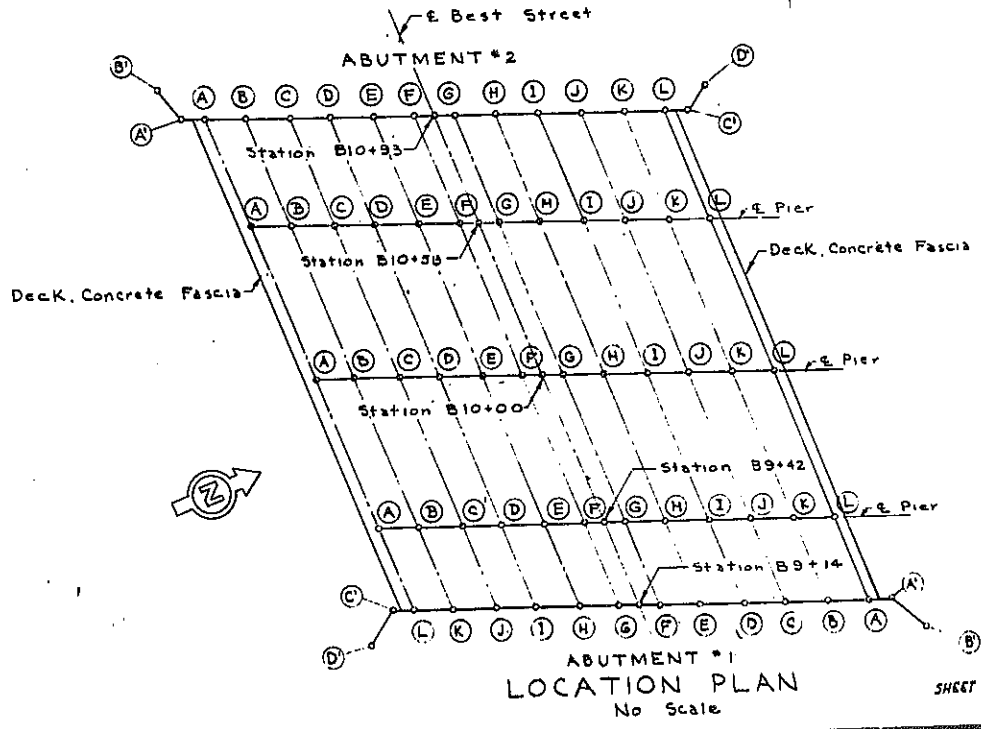 ℄ Best Street
ABUTMENT #2
B' A B C D E F G H I J K L D'
A' C'
Station B10+93
A B C D E F G H I J K L ℄ Pier
Station B10+58
Deck, Concrete Fascia
Deck, Concrete Fascia
A B C D E F G H I J K L ℄ Pier
Station B10+00
N
Station B9+42
A B C D E F G H I J K L ℄ Pier
Station B9+14
C' A'
L K J I H G F E D C B A
D' B'
ABUTMENT #1
LOCATION PLAN
No Scale
SHEET